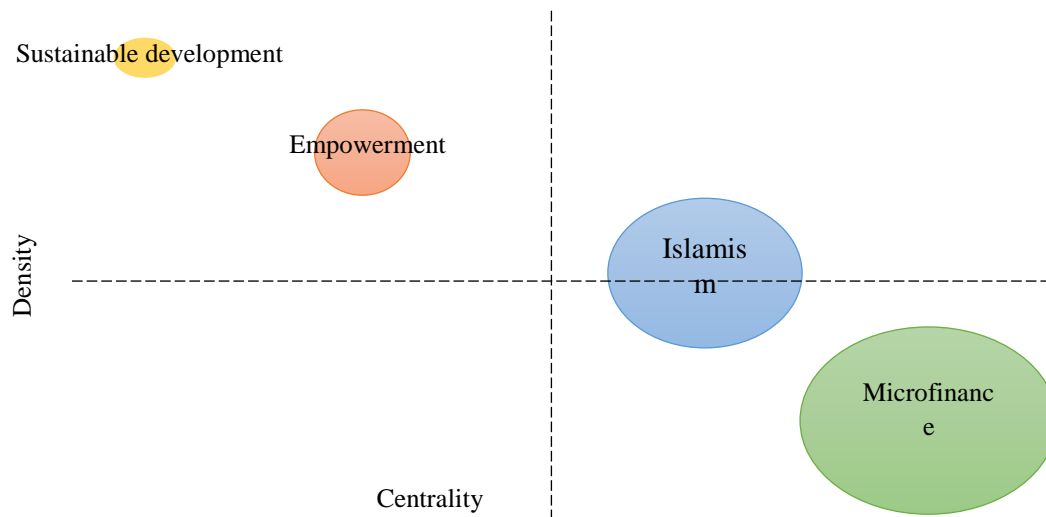 Sustainable development
Empowerment
Islamis
m
Density
Microfinanc
e
Centrality